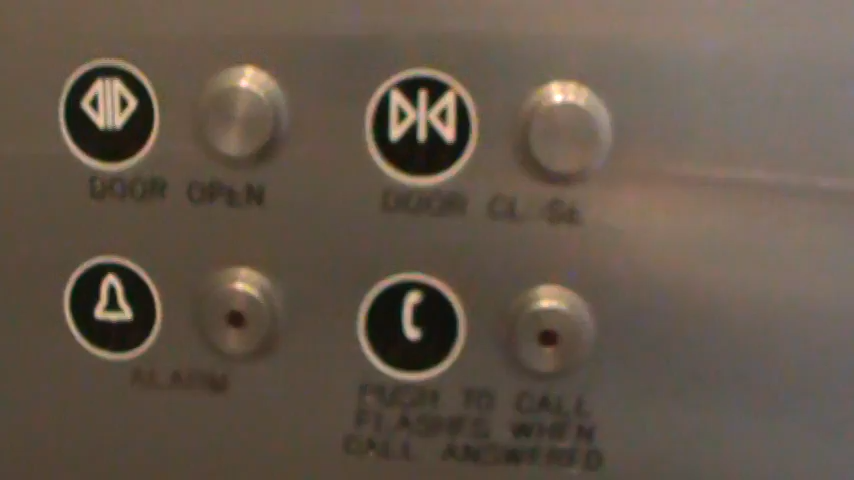 DOOR OPEN
DOOR CLOSE
ALARM
PUSH TO CALL
FLASHES WHEN
CALL ANSWERED